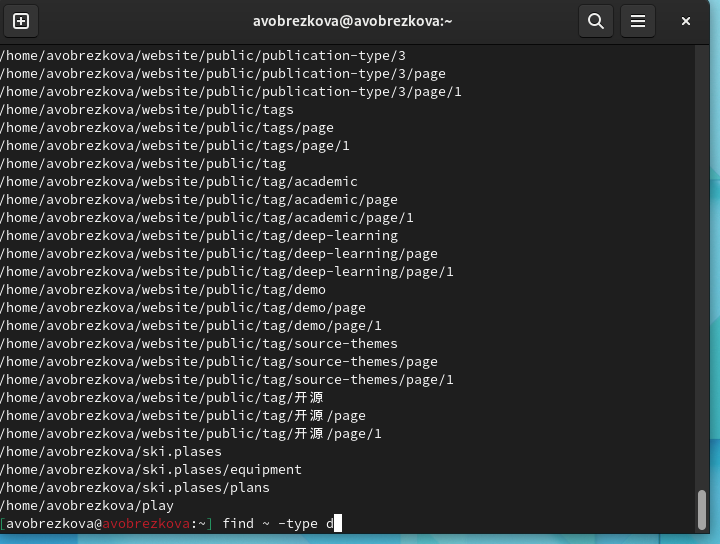 avobrezkova@avobrezkova:~
/home/avobrezkova/website/public/publication-type/3
/home/avobrezkova/website/public/publication-type/3/page
/home/avobrezkova/website/public/publication-type/3/page/1
/home/avobrezkova/website/public/tags
/home/avobrezkova/website/public/tags/page
/home/avobrezkova/website/public/tags/page/1
/home/avobrezkova/website/public/tag
/home/avobrezkova/website/public/tag/academic
/home/avobrezkova/website/public/tag/academic/page
/home/avobrezkova/website/public/tag/academic/page/1
/home/avobrezkova/website/public/tag/deep-learning
/home/avobrezkova/website/public/tag/deep-learning/page
/home/avobrezkova/website/public/tag/deep-learning/page/1
/home/avobrezkova/website/public/tag/demo
/home/avobrezkova/website/public/tag/demo/page
/home/avobrezkova/website/public/tag/demo/page/1
/home/avobrezkova/website/public/tag/source-themes
/home/avobrezkova/website/public/tag/source-themes/page
/home/avobrezkova/website/public/tag/source-themes/page/1
/home/avobrezkova/website/public/tag/开源
/home/avobrezkova/website/public/tag/开源/page
/home/avobrezkova/website/public/tag/开源/page/1
/home/avobrezkova/ski.plases
/home/avobrezkova/ski.plases/equipment
/home/avobrezkova/ski.plases/plans
/home/avobrezkova/play
[avobrezkova@avobrezkova:~] find ~ -type d